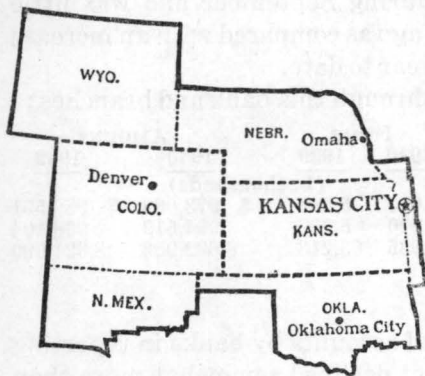 WYO.
NEBR.
Omaha
Denver
COLO.
KANSAS CITY
KANS.
N. MEX.
OKLA.
Oklahoma City